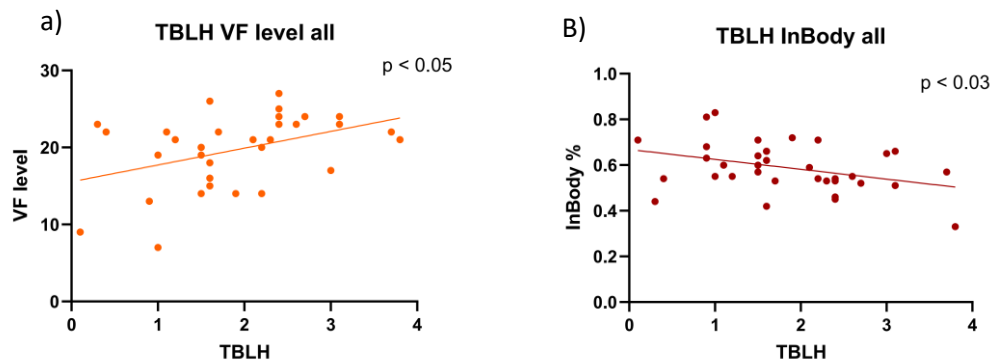 a)
TBLH VF level all
p < 0.05
30
20
10
0
VF level
0 1 2 3 4
TBLH
B)
TBLH InBody all
p < 0.03
1.0
0.8
0.6
0.4
0.2
0.0
InBody %
0 1 2 3 4
TBLH